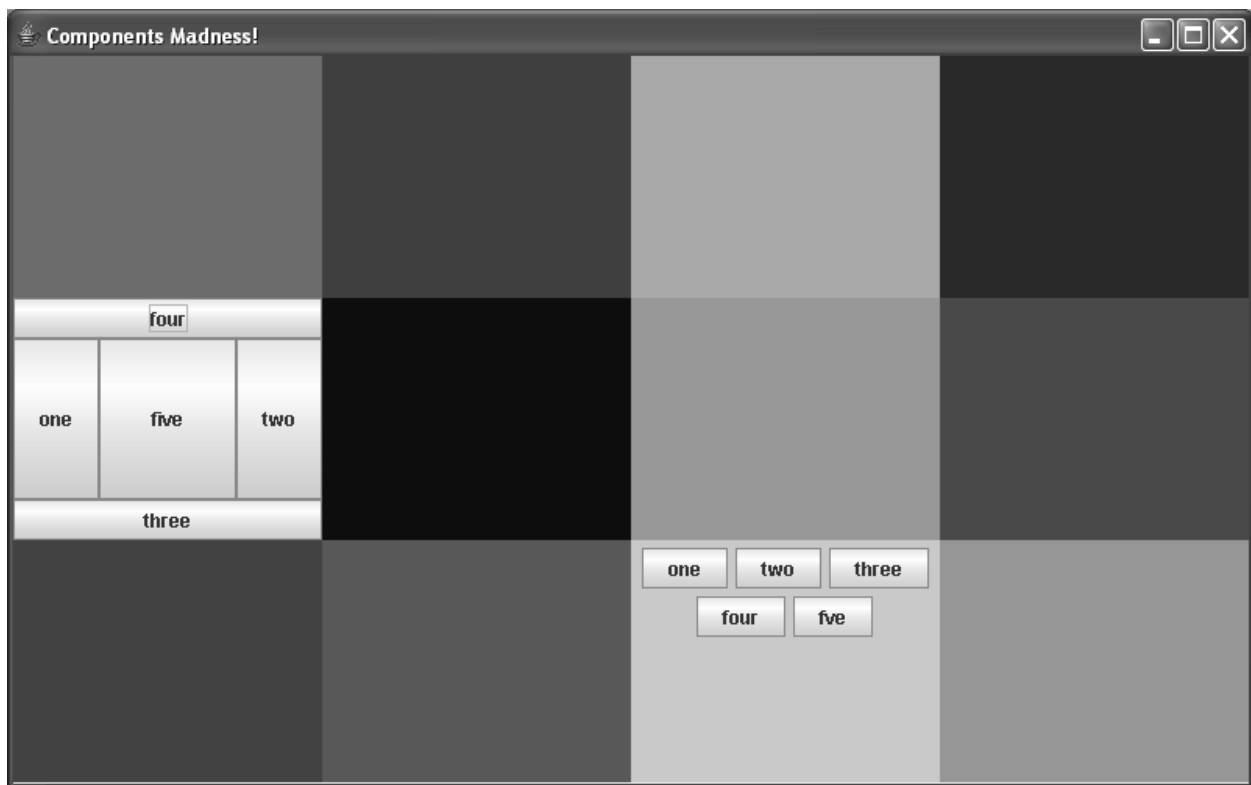 Components Madness!
four
one five two
three
one two three
four fve